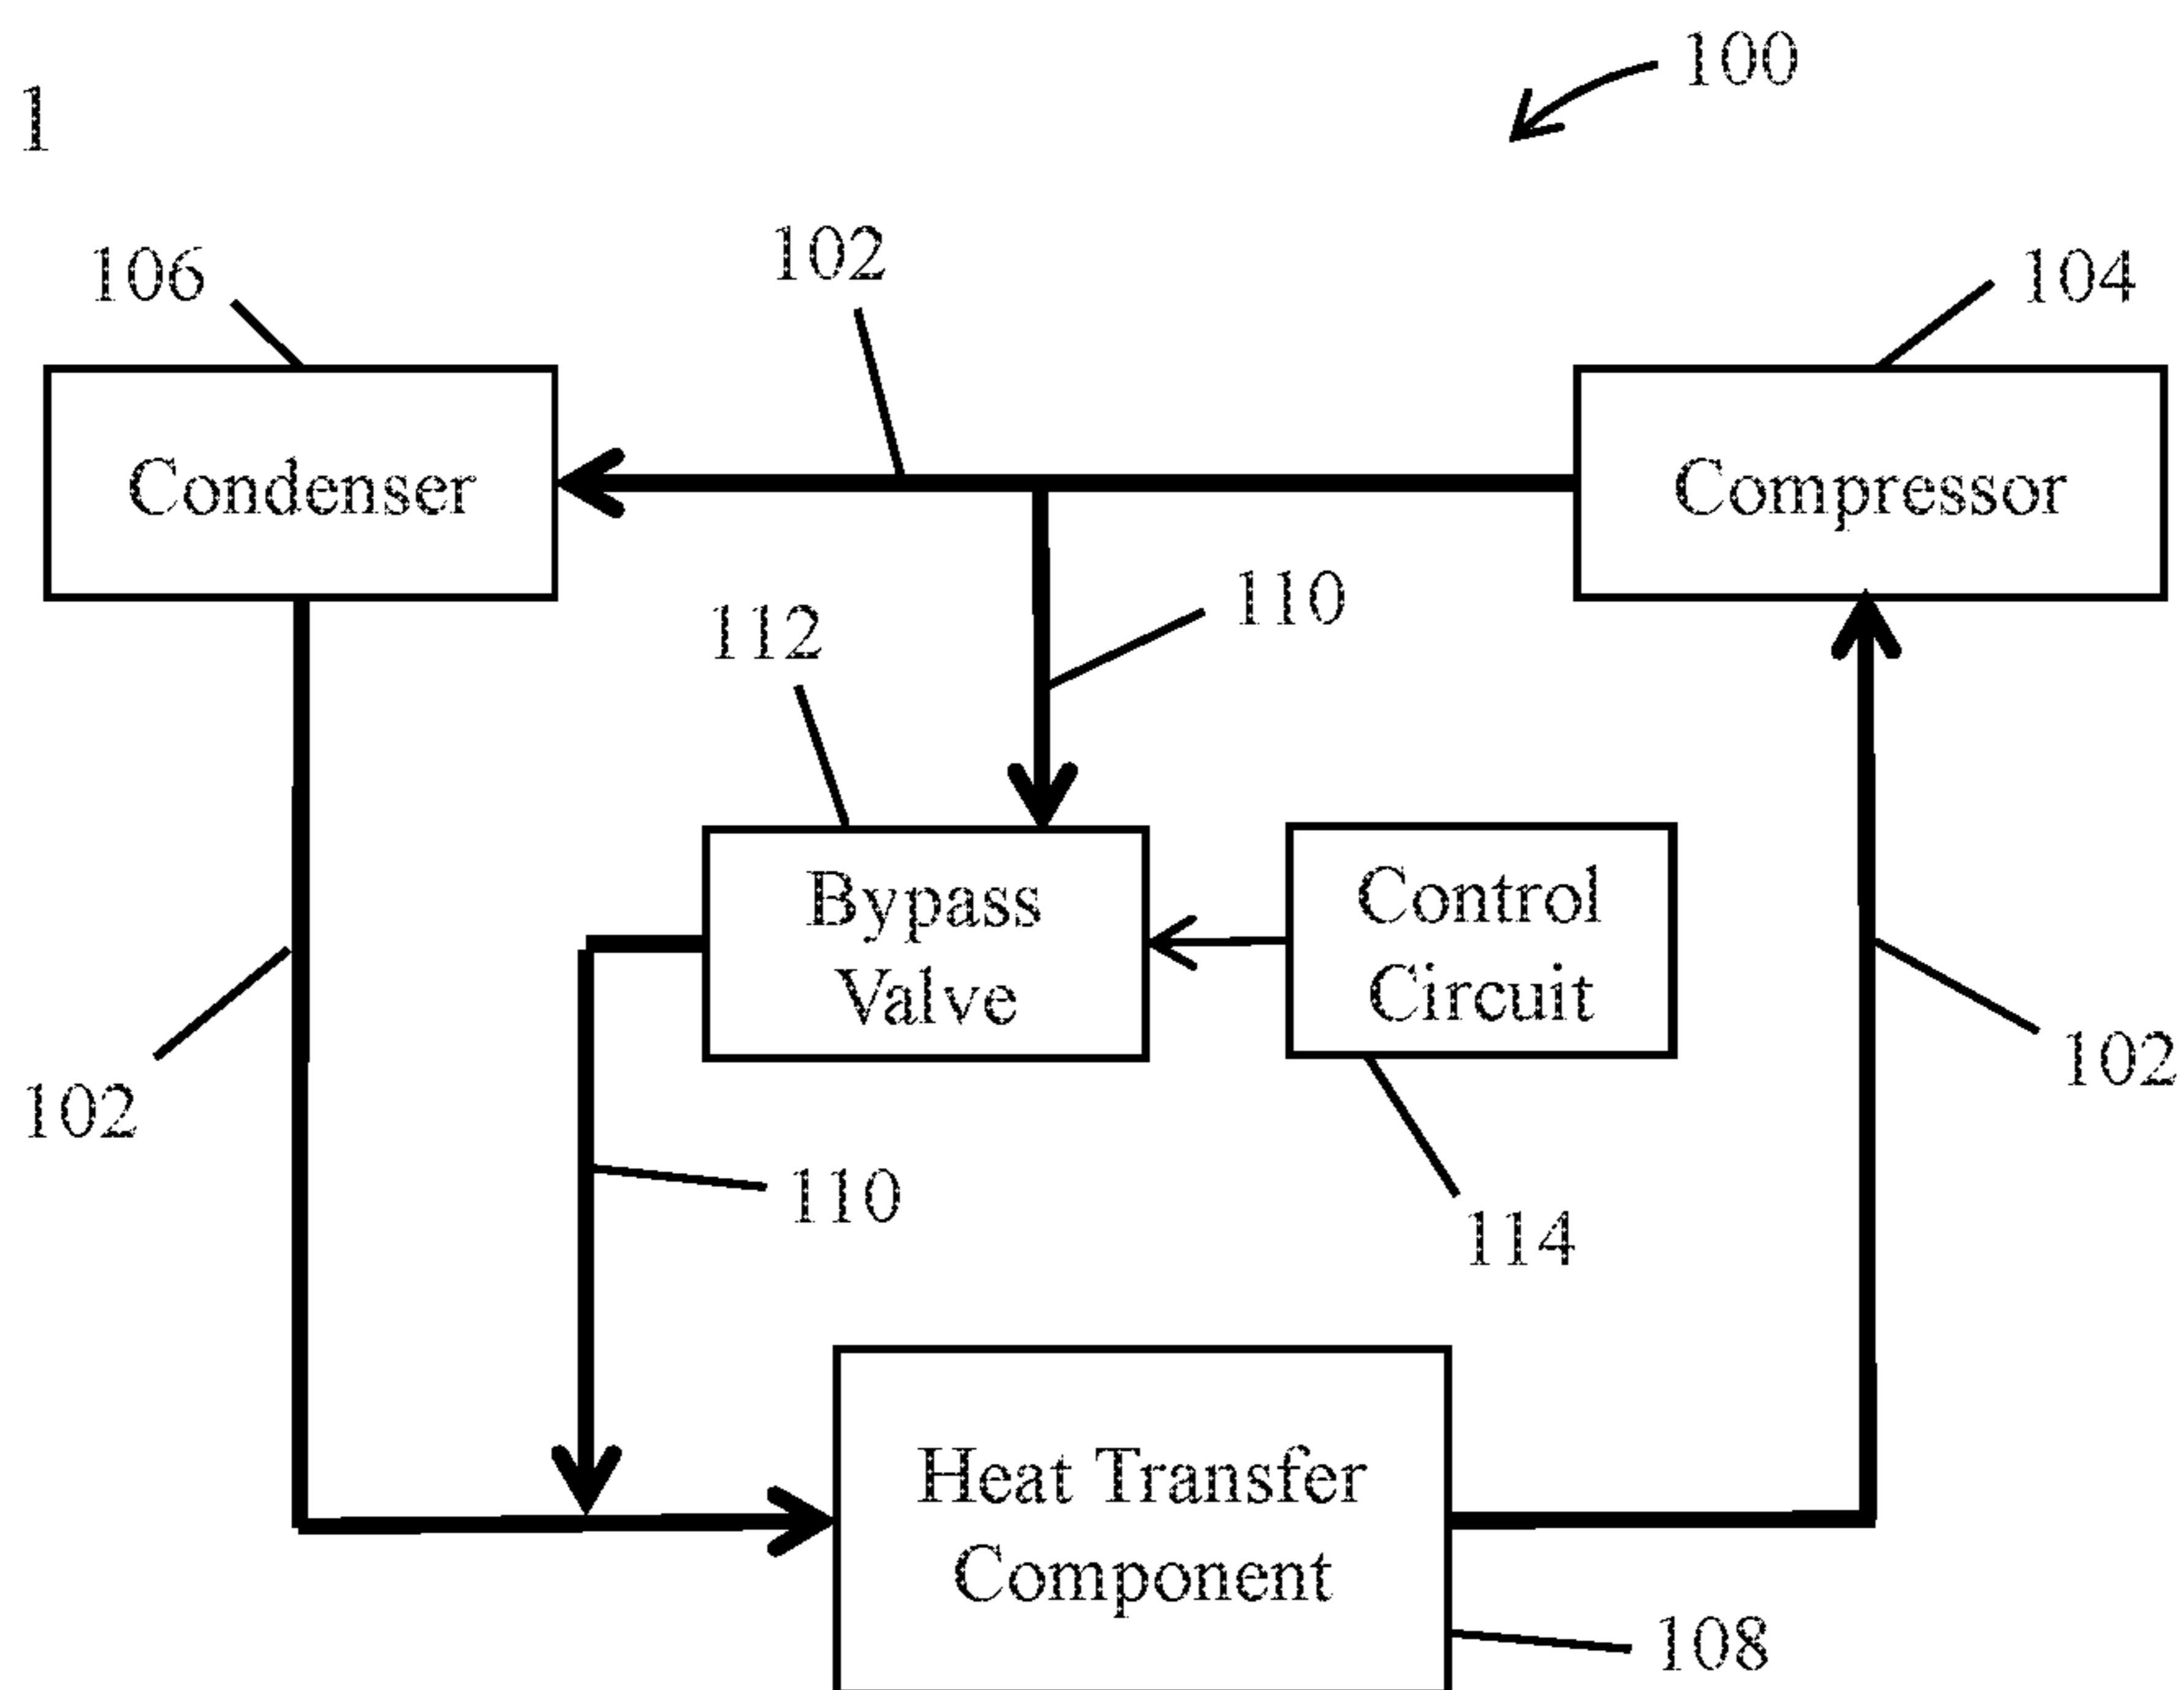 100
1
102
106
104
Condenser
Compressor
110
112
Bypass
Valve
Control
Circuit
102
102
110
114
Heat Transfer
Component
108